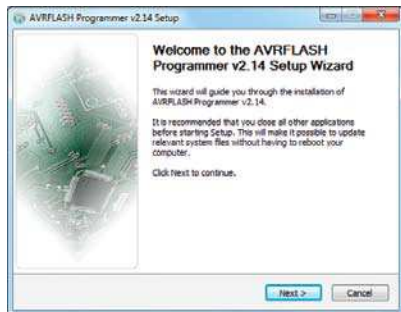 AVRFLASH Programmer v2.14 Setup
Welcome to the AVRFLASH
Programmer v2.14 Setup Wizard
This wizard will guide you through the installation of
AVRFLASH Programmer v2.14.
It is recommended that you close all other applications
before starting Setup. This will make it possible to update
relevant system files without having to reboot your
computer.
Click Next to continue.
Next >
Cancel